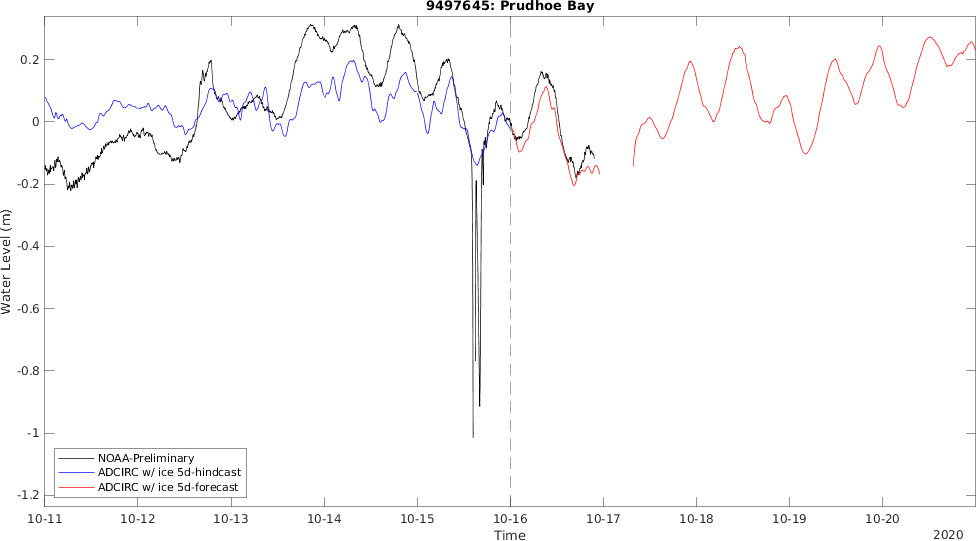 9497645: Prudhoe Bay
Water Level (m)
0.2
0
-0.2
-0.4
-0.6
-0.8
-1
-1.2
NOAA-Preliminary
ADCIRC w/ ice 5d-hindcast
ADCIRC w/ ice 5d-forecast
10-11 10-12 10-13 10-14 10-15 10-16 10-17 10-18 10-19 10-20
Time
2020